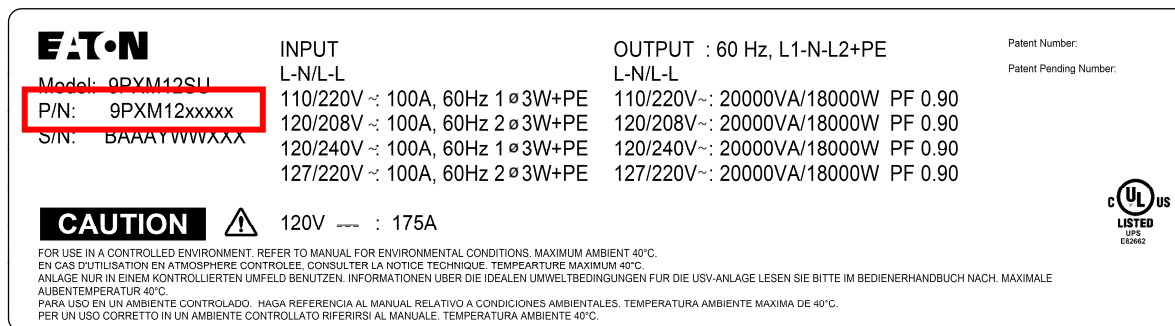 EATON
Model: 9PXM12SU
P/N: 9PXM12xxxxx
S/N: BAAAYWWXXX
INPUT
L-N/L-L
110/220V ~: 100A, 60Hz 1 ø 3W+PE
120/208V ~: 100A, 60Hz 2 ø 3W+PE
120/240V ~: 100A, 60Hz 1 ø 3W+PE
127/220V ~: 100A, 60Hz 2 ø 3W+PE
120V ⎓ : 175A
OUTPUT : 60 Hz, L1-N-L2+PE
L-N/L-L
110/220V~: 20000VA/18000W PF 0.90
120/208V~: 20000VA/18000W PF 0.90
120/240V~: 20000VA/18000W PF 0.90
127/220V~: 20000VA/18000W PF 0.90
Patent Number:
Patent Pending Number:
C UL US
LISTED
UPS
E82662
CAUTION
FOR USE IN A CONTROLLED ENVIRONMENT. REFER TO MANUAL FOR ENVIRONMENTAL CONDITIONS. MAXIMUM AMBIENT 40°C.
EN CAS D'UTILISATION EN ATMOSPHERE CONTROLEE, CONSULTER LA NOTICE TECHNIQUE. TEMPEARTURE MAXIMUM 40°C.
ANLAGE NUR IN EINEM KONTROLLIERTEN UMFELD BENUTZEN. INFORMATIONEN UBER DIE IDEALEN UMWELTBEDINGUNGEN FUR DIE USV-ANLAGE LESEN SIE BITTE IM BEDIENERHANDBUCH NACH. MAXIMALE
AUBENTEMPERATUR 40°C.
PARA USO EN UN AMBIENTE CONTROLADO. HAGA REFERENCIA AL MANUAL RELATIVO A CONDICIONES AMBIENTALES. TEMPERATURA AMBIENTE MAXIMA DE 40°C.
PER UN USO CORRETTO IN UN AMBIENTE CONTROLLATO RIFERIRSI AL MANUALE. TEMPERATURA AMBIENTE 40°C.